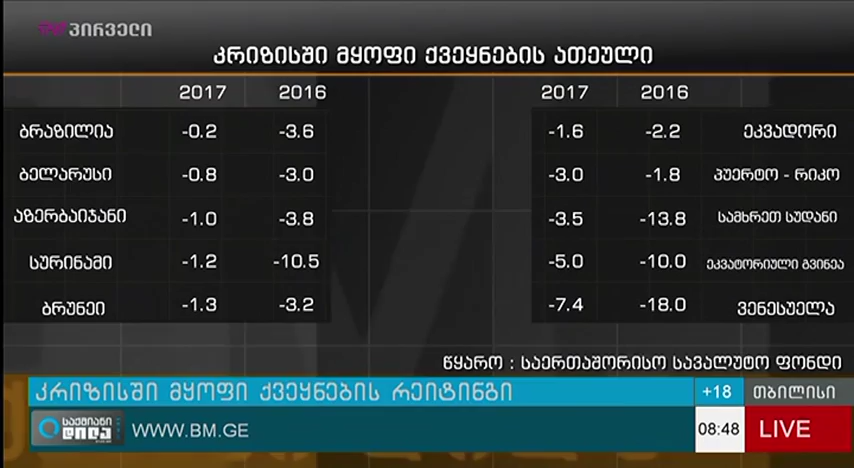 TV პირველი
კრიზისში მყოფი ქვეყნების ათეული
2017 2016
ბრაზილია -0.2 -3.6
ბელარუსი -0.8 -3.0
აზერბაიჯანი -1.0 -3.8
სურინამი -1.2 -10.5
ბრუნეი -1.3 -3.2
2017 2016
-1.6 -2.2 ეკვადორი
-3.0 -1.8 პუერტო - რიკო
-3.5 -13.8 სამხრეთ სუდანი
-5.0 -10.0 ეკვატორიული გვინეა
-7.4 -18.0 ვენესუელა
წყარო : საერთაშორისო სავალუტო ფონდი
კრიზისში მყოფი ქვეყნების რეიტინგი
+18 თბილისი
საქმიანი
დილა
WWW.BM.GE
08:48 LIVE